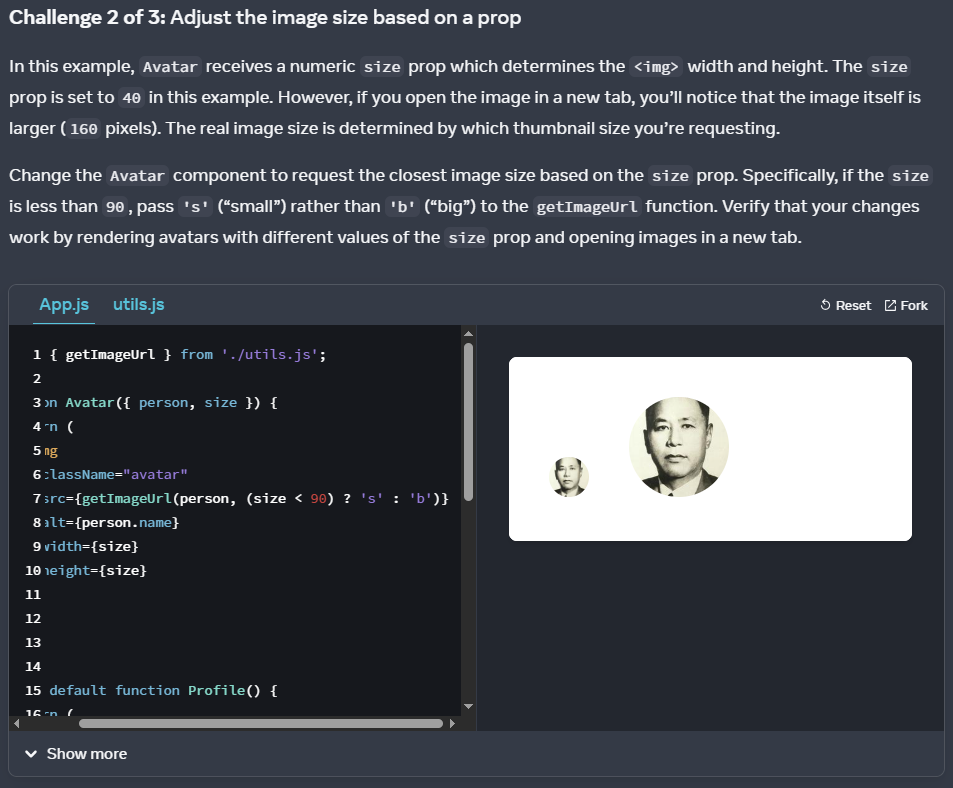 Challenge 2 of 3: Adjust the image size based on a prop
In this example, Avatar receives a numeric size prop which determines the <img> width and height. The size
prop is set to 40 in this example. However, if you open the image in a new tab, you’ll notice that the image itself is
larger (160 pixels). The real image size is determined by which thumbnail size you’re requesting.
Change the Avatar component to request the closest image size based on the size prop. Specifically, if the size
is less than 90, pass 's' (“small”) rather than 'b' (“big”) to the getImageUrl function. Verify that your changes
work by rendering avatars with different values of the size prop and opening images in a new tab.
App.js utils.js Reset Fork
1 { getImageUrl } from './utils.js';
2
3 on Avatar({ person, size }) {
4 rn (
5 mg
6 className="avatar"
7 src={getImageUrl(person, (size < 90) ? 's' : 'b')}
8 alt={person.name}
9 width={size}
10 height={size}
11
12
13
14
15 default function Profile() {
16 rn (
Show more